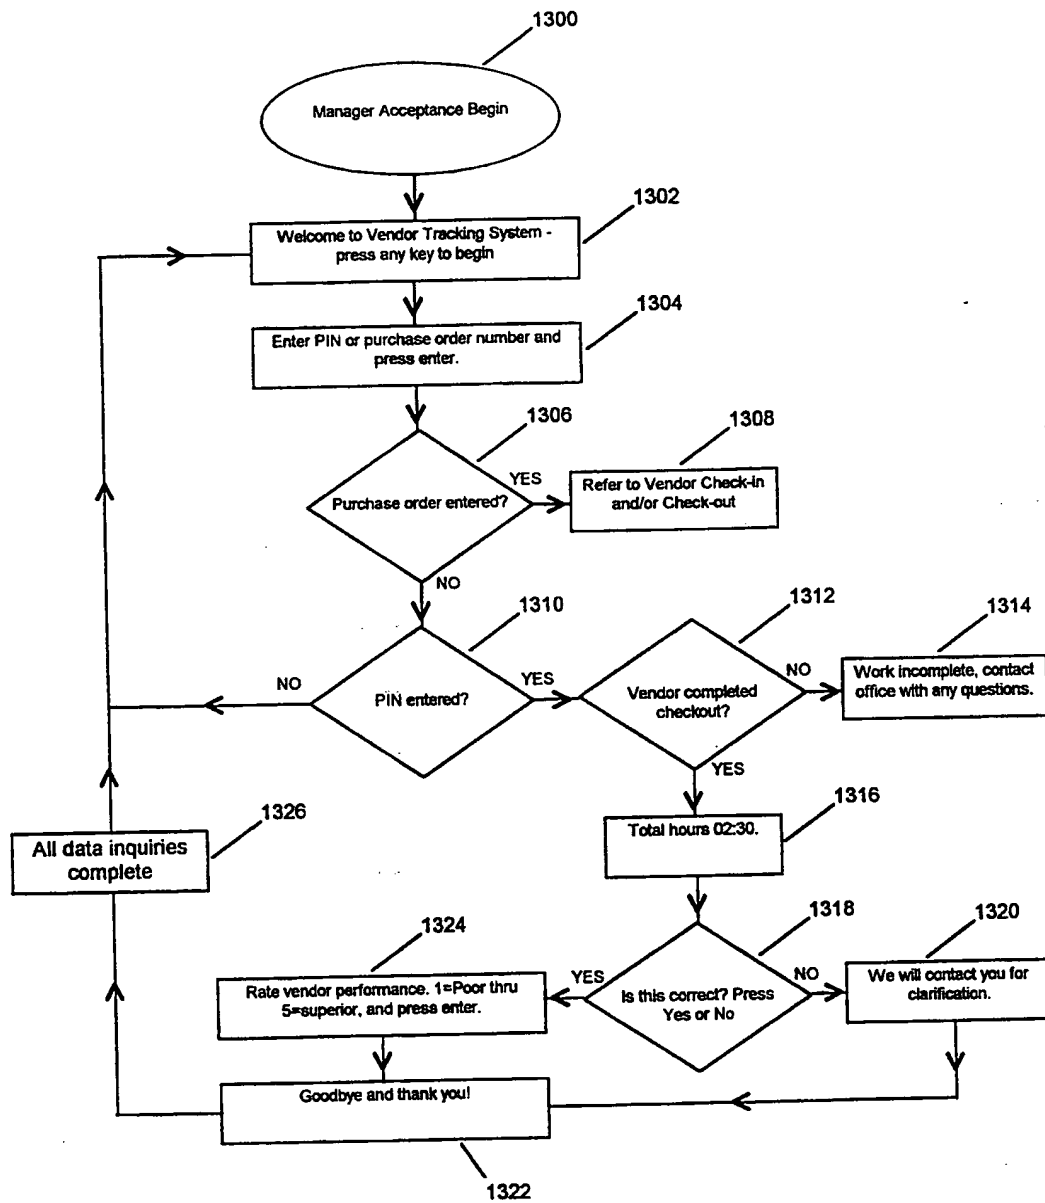 1300
Manager Acceptance Begin
1302
Welcome to Vendor Tracking System -
press any key to begin
1304
Enter PIN or purchase order number and
press enter.
1306
1308
YES
Purchase order entered?
Refer to Vendor Check-in
and/or Check-out
NO
1310
1312
1314
NO
PIN entered?
YES
Vendor completed
checkout?
NO
Work incomplete, contact
office with any questions.
YES
1316
Total hours 02:30.
1326
All data inquiries
complete
1324
1318
1320
Rate vendor performance. 1=Poor thru
5=superior, and press enter.
YES
Is this correct? Press
Yes or No
NO
We will contact you for
clarification.
Goodbye and thank you!
1322